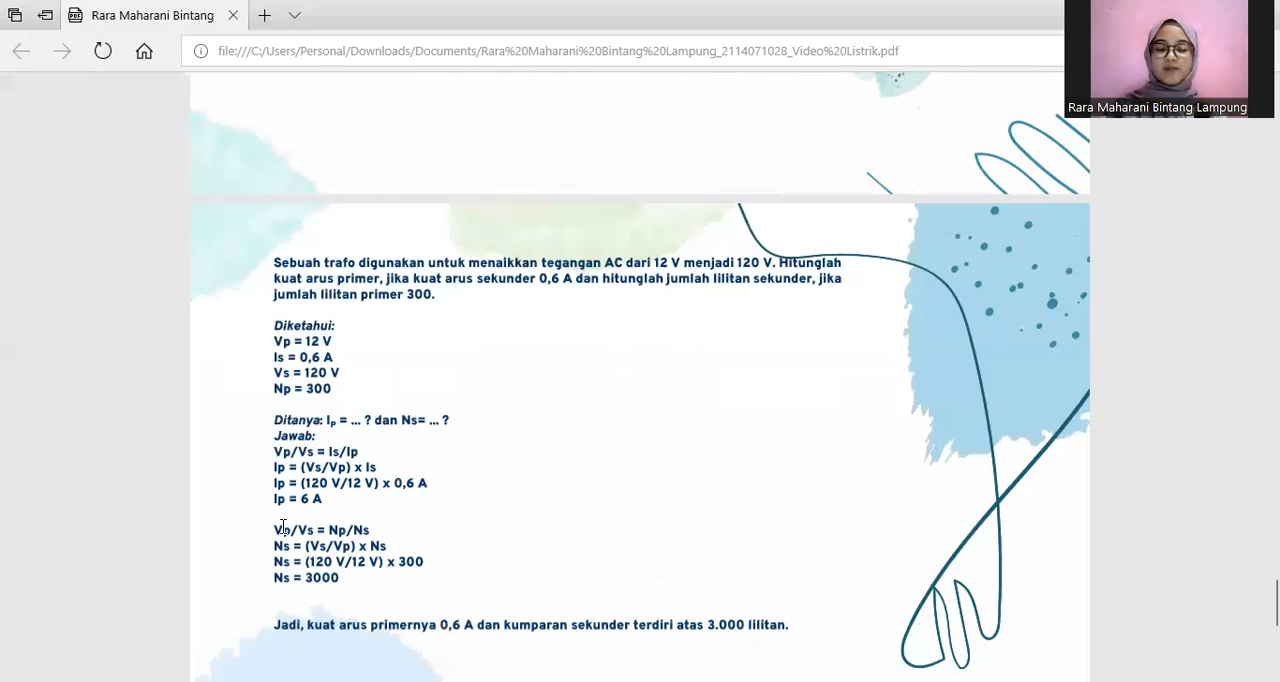 Rara Maharani Bintang
file:///C:/Users/Personal/Downloads/Documents/Rara%20Maharani%20Bintang%20Lampung_2114071028_Video%20Listrik.pdf
Rara Maharani Bintang Lampung
Sebuah trafo digunakan untuk menaikkan tegangan AC dari 12 V menjadi 120 V. Hitunglah
kuat arus primer, jika kuat arus sekunder 0,6 A dan hitunglah jumlah lilitan sekunder, jika
jumlah lilitan primer 300.
Diketahui:
Vp = 12 V
Is = 0,6 A
Vs = 120 V
Np = 300
Ditanya: Iₚ = ... ? dan Ns= ... ?
Jawab:
Vp/Vs = Is/Ip
Ip = (Vs/Vp) x Is
Ip = (120 V/12 V) x 0,6 A
Ip = 6 A
Vp/Vs = Np/Ns
Ns = (Vs/Vp) x Ns
Ns = (120 V/12 V) x 300
Ns = 3000
Jadi, kuat arus primernya 0,6 A dan kumparan sekunder terdiri atas 3.000 lilitan.